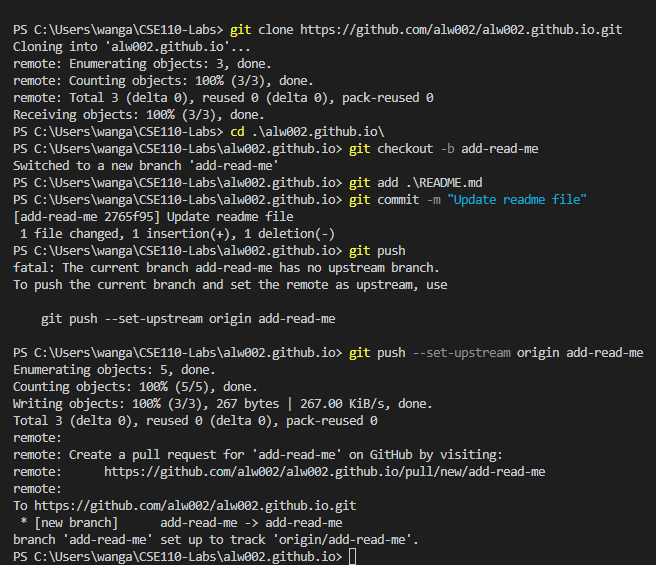 PS C:\Users\wanga\CSE110-Labs> git clone https://github.com/alw002/alw002.github.io.git
Cloning into 'alw002.github.io'...
remote: Enumerating objects: 3, done.
remote: Counting objects: 100% (3/3), done.
remote: Total 3 (delta 0), reused 0 (delta 0), pack-reused 0
Receiving objects: 100% (3/3), done.
PS C:\Users\wanga\CSE110-Labs> cd .\alw002.github.io\
PS C:\Users\wanga\CSE110-Labs\alw002.github.io> git checkout -b add-read-me
Switched to a new branch 'add-read-me'
PS C:\Users\wanga\CSE110-Labs\alw002.github.io> git add .\README.md
PS C:\Users\wanga\CSE110-Labs\alw002.github.io> git commit -m "Update readme file"
[add-read-me 2765f95] Update readme file
 1 file changed, 1 insertion(+), 1 deletion(-)
PS C:\Users\wanga\CSE110-Labs\alw002.github.io> git push
fatal: The current branch add-read-me has no upstream branch.
To push the current branch and set the remote as upstream, use
    git push --set-upstream origin add-read-me
PS C:\Users\wanga\CSE110-Labs\alw002.github.io> git push --set-upstream origin add-read-me
Enumerating objects: 5, done.
Counting objects: 100% (5/5), done.
Writing objects: 100% (3/3), 267 bytes | 267.00 KiB/s, done.
Total 3 (delta 0), reused 0 (delta 0), pack-reused 0
remote:
remote: Create a pull request for 'add-read-me' on GitHub by visiting:
remote:      https://github.com/alw002/alw002.github.io/pull/new/add-read-me
remote:
To https://github.com/alw002/alw002.github.io.git
 * [new branch]      add-read-me -> add-read-me
branch 'add-read-me' set up to track 'origin/add-read-me'.
PS C:\Users\wanga\CSE110-Labs\alw002.github.io>